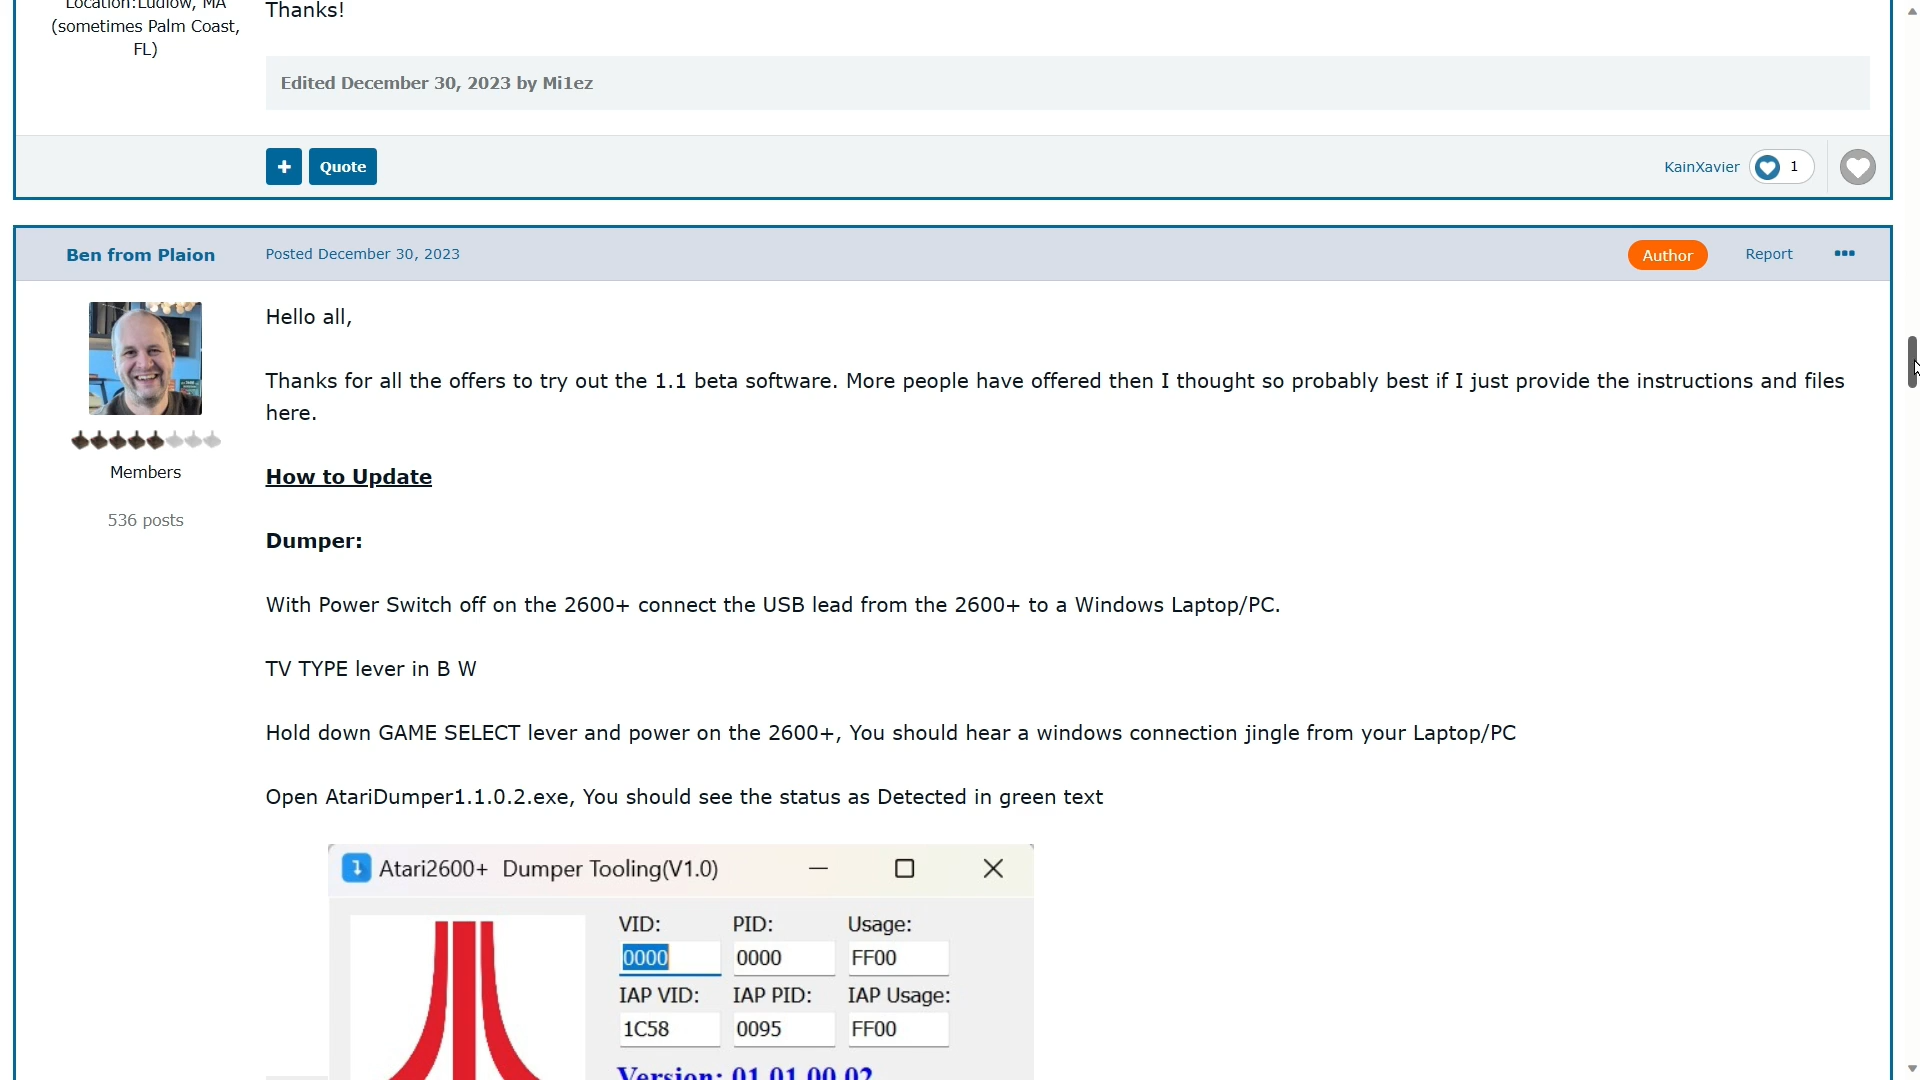 Location:Ludlow, MA
(sometimes Palm Coast,
FL)
Thanks!
Edited December 30, 2023 by Mi1ez
+ Quote
KainXavier 1
Ben from Plaion
Posted December 30, 2023
Author
Report
Members
536 posts
Hello all,
Thanks for all the offers to try out the 1.1 beta software. More people have offered then I thought so probably best if I just provide the instructions and files
here.
How to Update
Dumper:
With Power Switch off on the 2600+ connect the USB lead from the 2600+ to a Windows Laptop/PC.
TV TYPE lever in B W
Hold down GAME SELECT lever and power on the 2600+, You should hear a windows connection jingle from your Laptop/PC
Open AtariDumper1.1.0.2.exe, You should see the status as Detected in green text
Atari2600+ Dumper Tooling(V1.0)
VID: PID: Usage:
0000 0000 FF00
IAP VID: IAP PID: IAP Usage:
1C58 0095 FF00
Version: 01.01.00.02